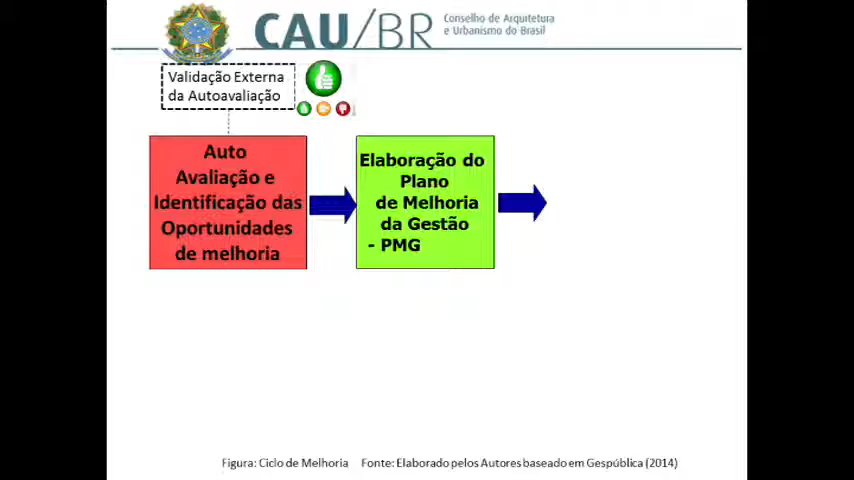 CAU/BR
Conselho de Arquitetura
e Urbanismo do Brasil
Validação Externa
da Autoavaliação
Auto
Avaliação e
Identificação das
Oportunidades
de melhoria
Elaboração do
Plano
de Melhoria
da Gestão
- PMG
Figura: Ciclo de Melhoria Fonte: Elaborado pelos Autores baseado em Gespública (2014)